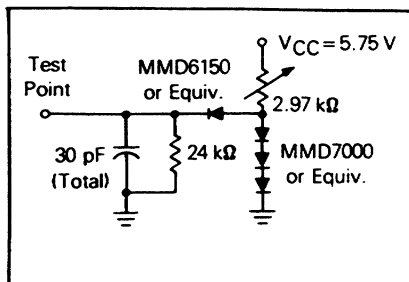 VCC = 5.75 V
Test
Point
MMD6150
or Equiv.
2.97 kΩ
30 pF
(Total)
24 kΩ
MMD7000
or Equiv.